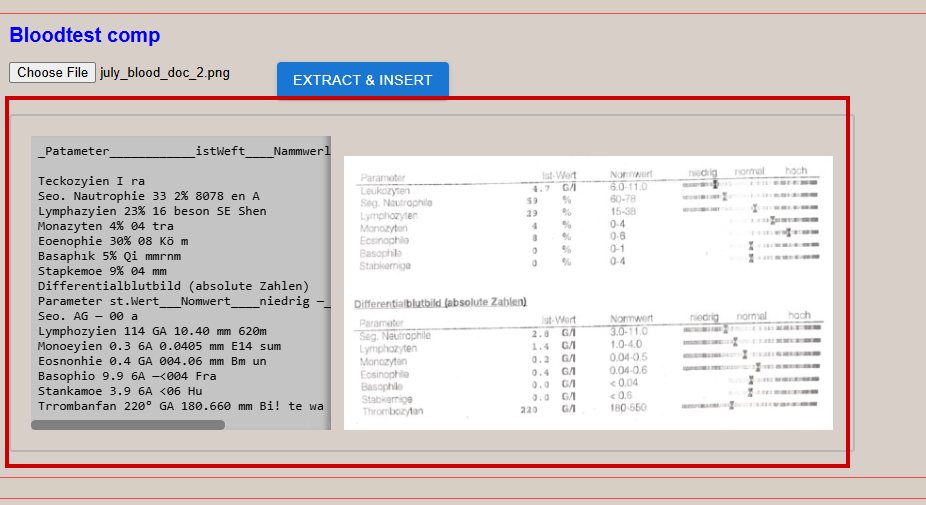 Bloodtest comp
Choose File july_blood_doc_2.png
EXTRACT & INSERT
_Patameter____________istWeft____Nammwerl
Teckozyien I ra
Seo. Nautrophie 33 2% 8078 en A
Lymphazyien 23% 16 beson SE Shen
Monazyten 4% 04 tra
Eoenophie 30% 08 Kö m
Basaphık 5% Qi mmrnm
Stapkemoe 9% 04 mm
Differentialblutbild (absolute Zahlen)
Parameter st.Wert___Nomwert____niedrig —_
Seo. AG — 00 a
Lymphozyien 114 GA 10.40 mm 620m
Monoeyien 0.3 6A 0.0405 mm E14 sum
Eosnonhie 0.4 GA 004.06 mm Bm un
Basophio 9.9 6A —<004 Fra
Stankamoe 3.9 6A <06 Hu
Trrombanfan 220° GA 180.660 mm Bi! te wa
Parameter Ist-Wert Normwert niedrig normal hoch
Leukozyten 4.7 G/l 6.0-11.0
Seg. Neutrophile 59 % 60-78
Lymphozyten 29 % 15-38
Monozyten 4 % 0-4
Eosinophile 8 % 0-6
Basophile 0 % 0-1
Stabkernige 0 % 0-4
Differentialblutbild (absolute Zahlen)
Parameter Ist-Wert Normwert niedrig normal hoch
Seg. Neutrophile 2.8 G/l 3.0-11.0
Lymphozyten 1.4 G/l 1.0-4.0
Monozyten 0.2 G/l 0.04-0.5
Eosinophile 0.4 G/l 0.04-0.6
Basophile 0.0 G/l < 0.04
Stabkernige 0.0 G/l < 0.6
Thrombozyten 220 G/l 180-550